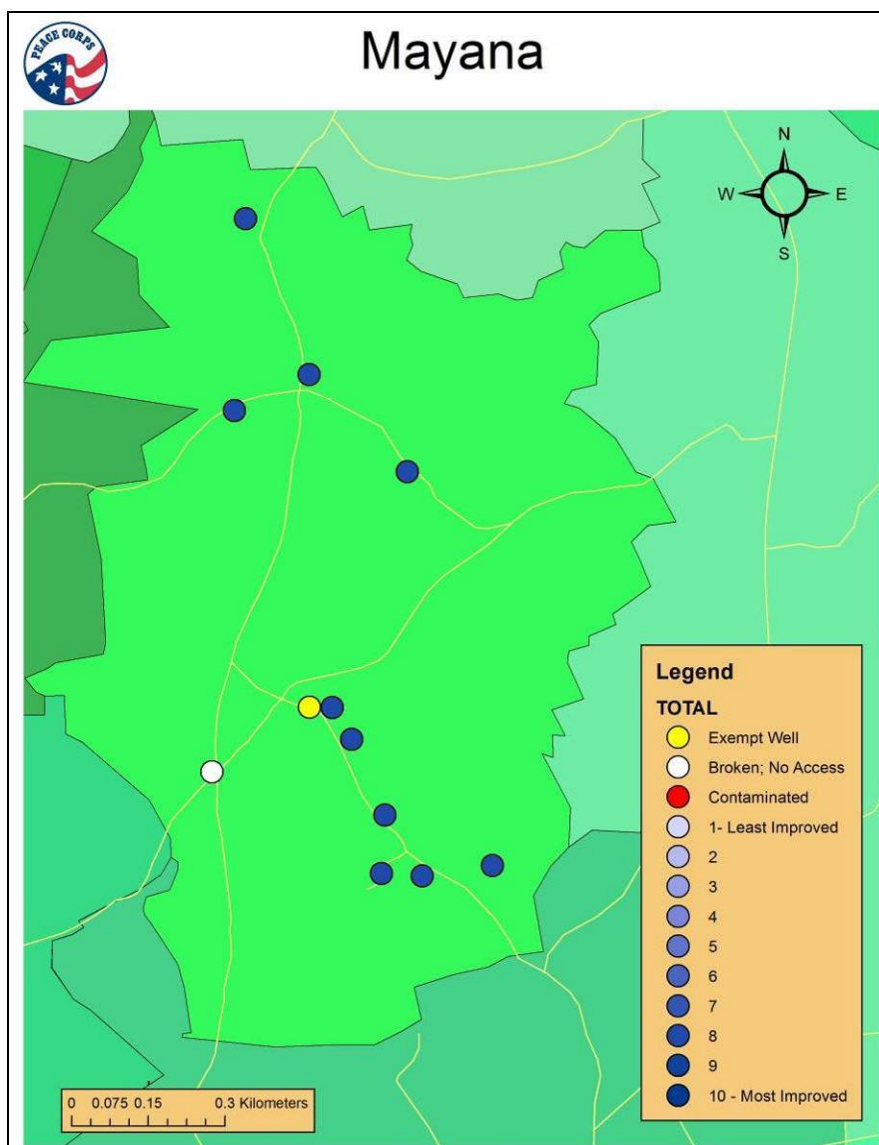 PEACE CORPS
Mayana
N
W E
S
Legend
TOTAL
Exempt Well
Broken; No Access
Contaminated
1- Least Improved
2
3
4
5
6
7
8
9
10 - Most Improved
0 0.075 0.15 0.3 Kilometers